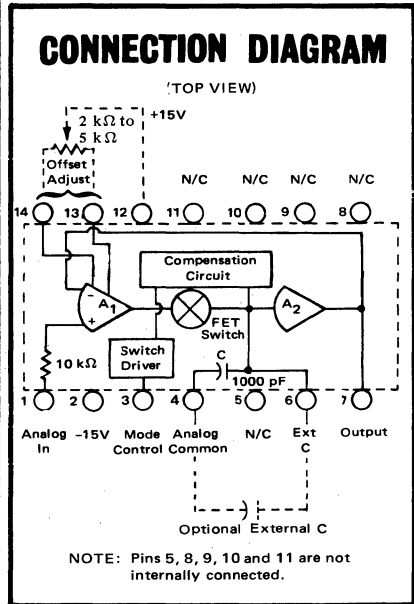 CONNECTION DIAGRAM
(TOP VIEW)
2 kΩ to
5 kΩ
+15V
Offset
Adjust
N/C N/C N/C N/C
14 13 12 11 10 9 8
Compensation
Circuit
− A1 +
FET
Switch
A2
10 kΩ
Switch
Driver
C
1000 pF
1 2 3 4 5 6 7
Analog
In
−15V
Mode
Control
Analog
Common
N/C
Ext
C
Output
Optional External C
NOTE: Pins 5, 8, 9, 10 and 11 are not
internally connected.